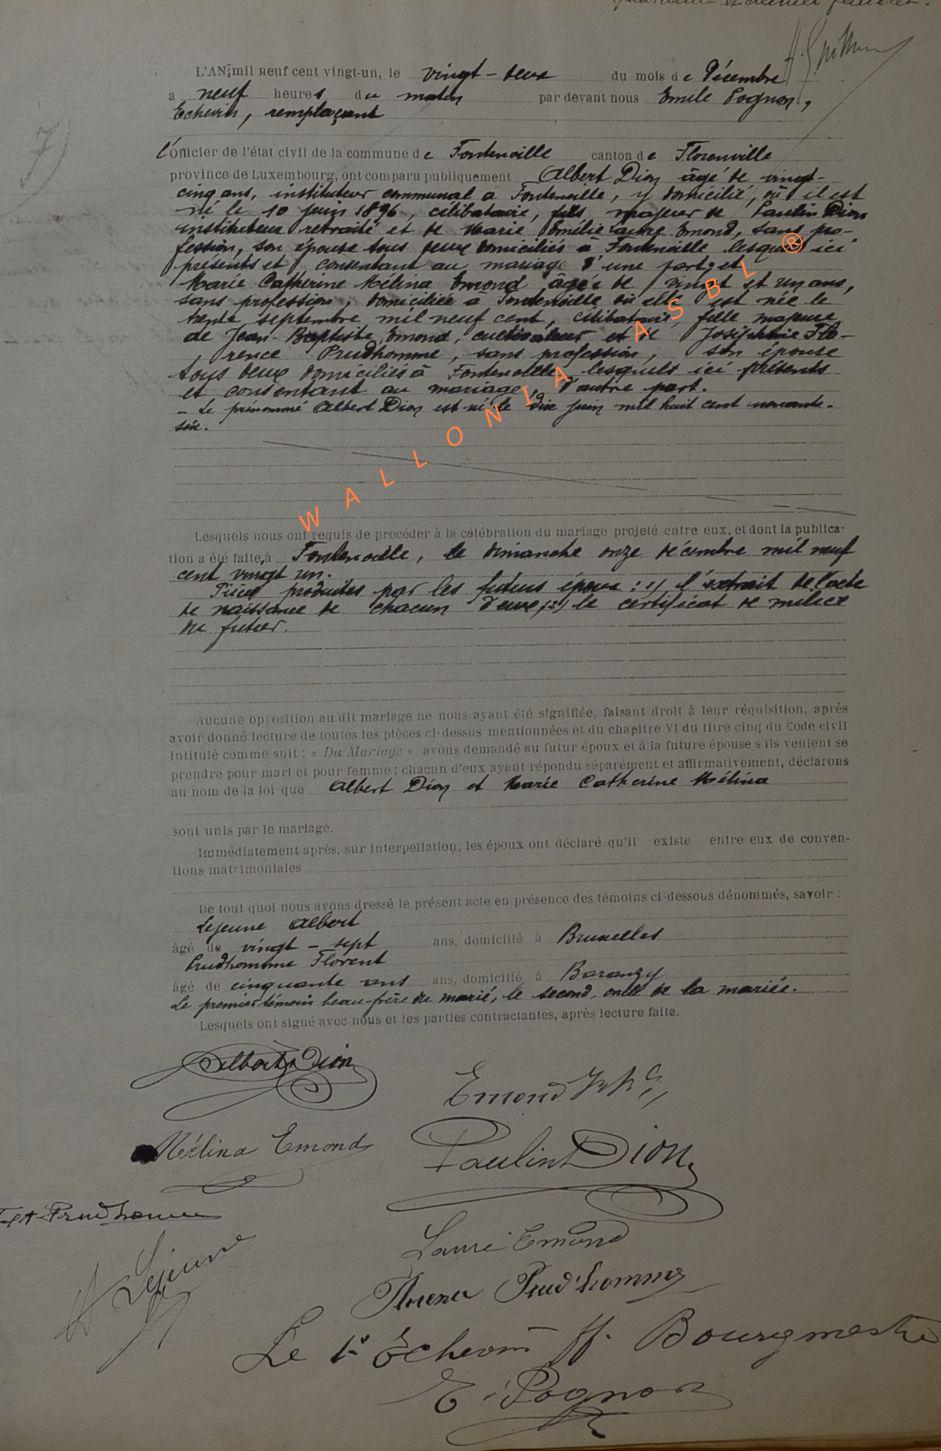 L'AN mil neuf cent vingt-un, le vingt-deux du mois de Décembre
à neuf heures du matin par devant nous Emile Pognon,
Echevin, remplaçant
l'officier de l'état civil de la commune de Fontenoille canton de Florenville
province de Luxembourg, ont comparu publiquement Albert Dion âgé de vingt-
cinq ans, instituteur communal à Fontenoille, y domicilié, où il est
né le 10 juin 1896, célibataire, fils majeur de Paulin Dion
instituteur retraité et de Marie Amélie Laure Emond, sans pro-
fession, son épouse tous deux domiciliés à Fontenoille lesquels ici
présents et consentant au mariage d'une part, et
Marie Catherine Mélina Emond âgée de vingt et un ans,
sans profession, domiciliée à Fontenoille où elle est née le
trente septembre mil neuf cent, célibataire, fille majeure
de Jean-Baptiste Emond, cultivateur et de Joséphine Flo-
rence Prudhomme, sans profession, son épouse
tous deux domiciliés à Fontenoille, lesquels ici présents
et consentant au mariage, d'autre part.
- Le prénommé Albert Dion est né le dix juin mil huit cent nonante-
six.
Lesquels nous ont requis de procéder à la célébration du mariage projeté entre eux, et dont la publica-
tion a été faite à Fontenoille, le dimanche onze décembre mil neuf
cent vingt un.
Pièces produites par les futurs époux : 1) l'extrait de l'acte
de naissance de chacun d'eux, 2) le certificat de milice
du futur.
Aucune opposition au dit mariage ne nous ayant été signifiée, faisant droit à leur réquisition, après
avoir donné lecture de toutes les pièces ci-dessus mentionnées et du chapitre VI du titre cinq du Code civil
intitulé comme suit : « Du Mariage », avons demandé au futur époux et à la future épouse s'ils veulent se
prendre pour mari et pour femme ; chacun d'eux ayant répondu séparément et affirmativement, déclarons
au nom de la loi que Albert Dion et Marie Catherine Mélina
sont unis par le mariage.
Immédiatement après, sur interpellation, les époux ont déclaré qu'il existe entre eux de conven-
tions matrimoniales
De tout quoi nous avons dressé le présent acte en présence des témoins ci-dessous dénommés, savoir :
Lejeune Albert
âgé de vingt-sept ans, domicilié à Bruxelles
Prudhomme Florent
âgé de cinquante ans, domicilié à Baranzy
Le premier témoin beau-frère du marié, le second, oncle de la mariée.
Lesquels ont signé avec nous et les parties contractantes, après lecture faite.
Albert Dion
Emond
Mélina Emond
Paulin Dion
Prudhomme
A Lejeune
Laure Emond
Florence Prud'homme
Le 1er Echevin ff. Bourgmestre
E. Pognon
WALLONIA ASBL ®